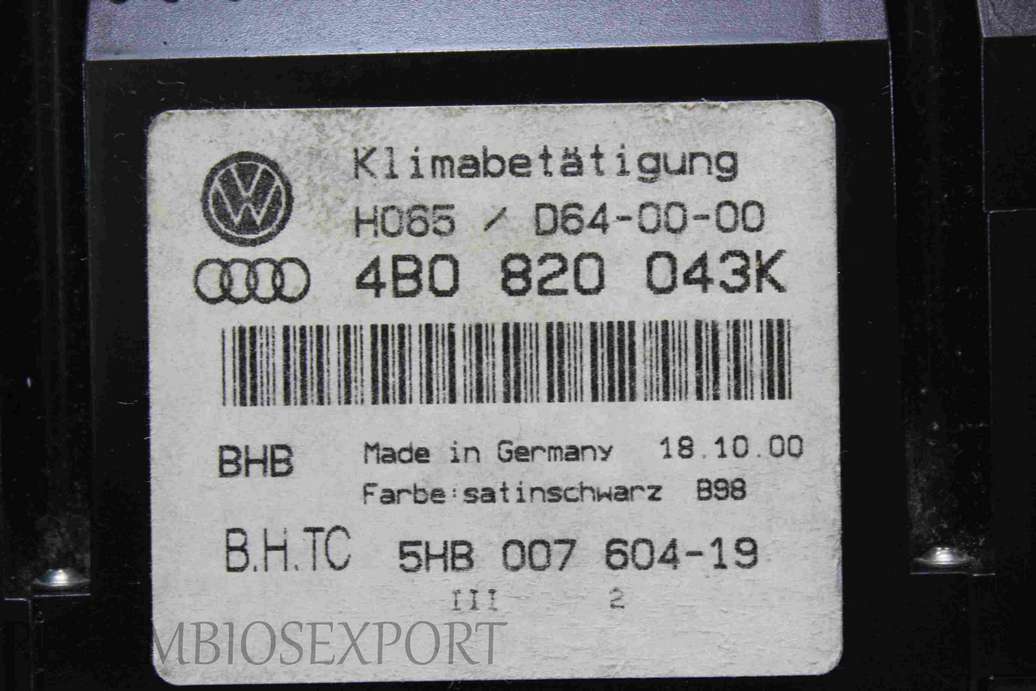 Klimabetätigung
H065 / D64-00-00
4B0 820 043K
BHB Made in Germany 18.10.00
Farbe:satinschwarz B98
B.H.TC 5HB 007 604-19
III 2
MBIOSEXPORT